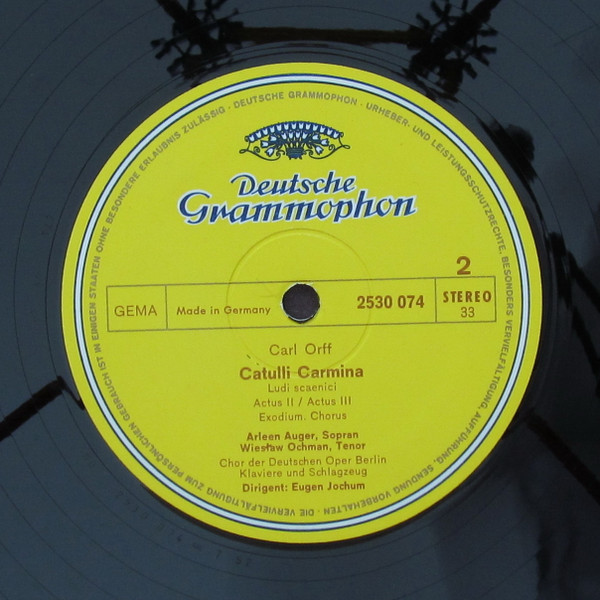 DEUTSCHE GRAMMOPHON · URHEBER- UND LEISTUNGSSCHUTZRECHTE, BESONDERS VERVIELFÄLTIGUNG, AUFFÜHRUNG, SENDUNG VORBEHALTEN · DIE VERVIELFÄLTIGUNG ZUM PERSÖNLICHEN GEBRAUCH IST IN EINIGEN STAATEN OHNE BESONDERE ERLAUBNIS ZULÄSSIG ·
Deutsche
Grammophon
2
GEMA
Made in Germany
2530 074
STEREO
33
Carl Orff
Catulli Carmina
Ludi scaenici
Actus II / Actus III
Exodium. Chorus
Arleen Auger, Sopran
Wiesław Ochman, Tenor
Chor der Deutschen Oper Berlin
Klaviere und Schlagzeug
Dirigent: Eugen Jochum